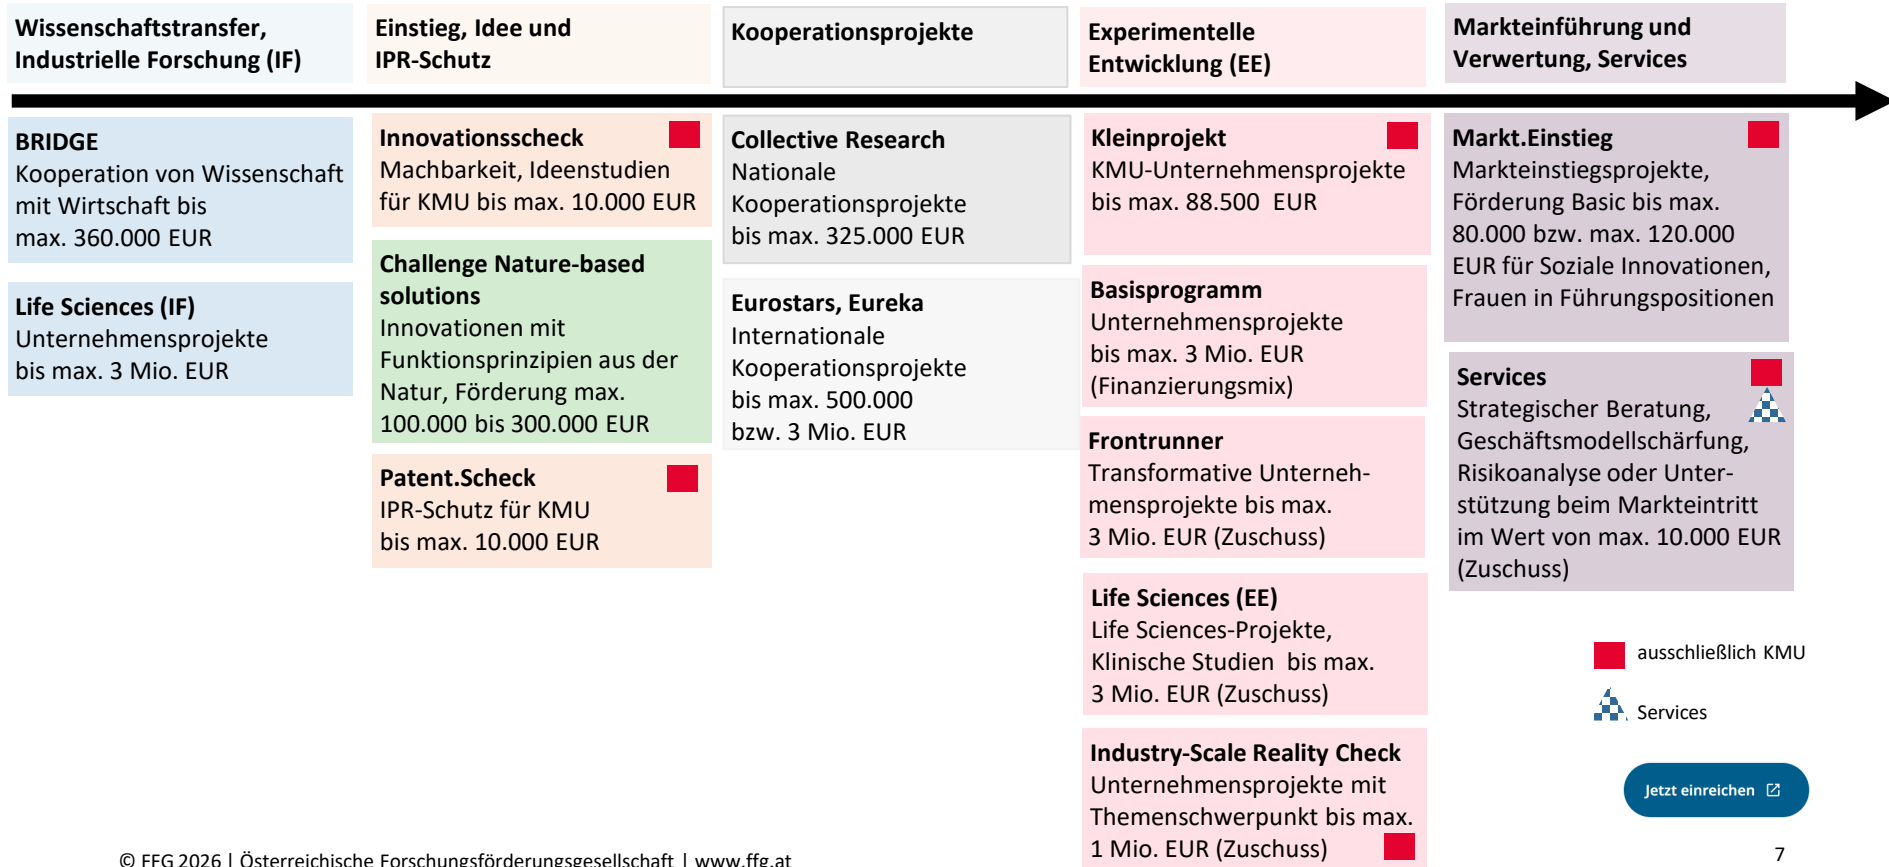 Wissenschaftstransfer,
Industrielle Forschung (IF)
Einstieg, Idee und
IPR-Schutz
Kooperationsprojekte
Experimentelle
Entwicklung (EE)
Markteinführung und
Verwertung, Services
BRIDGE
Kooperation von Wissenschaft
mit Wirtschaft bis
max. 360.000 EUR
Life Sciences (IF)
Unternehmensprojekte
bis max. 3 Mio. EUR
Innovationsscheck
Machbarkeit, Ideenstudien
für KMU bis max. 10.000 EUR
Challenge Nature-based
solutions
Innovationen mit
Funktionsprinzipien aus der
Natur, Förderung max.
100.000 bis 300.000 EUR
Patent.Scheck
IPR-Schutz für KMU
bis max. 10.000 EUR
Collective Research
Nationale
Kooperationsprojekte
bis max. 325.000 EUR
Eurostars, Eureka
Internationale
Kooperationsprojekte
bis max. 500.000
bzw. 3 Mio. EUR
Kleinprojekt
KMU-Unternehmensprojekte
bis max. 88.500 EUR
Basisprogramm
Unternehmensprojekte
bis max. 3 Mio. EUR
(Finanzierungsmix)
Frontrunner
Transformative Unterneh-
mensprojekte bis max.
3 Mio. EUR (Zuschuss)
Life Sciences (EE)
Life Sciences-Projekte,
Klinische Studien bis max.
3 Mio. EUR (Zuschuss)
Industry-Scale Reality Check
Unternehmensprojekte mit
Themenschwerpunkt bis max.
1 Mio. EUR (Zuschuss)
Markt.Einstieg
Markteinstiegsprojekte,
Förderung Basic bis max.
80.000 bzw. max. 120.000
EUR für Soziale Innovationen,
Frauen in Führungspositionen
Services
Strategischer Beratung,
Geschäftsmodellschärfung,
Risikoanalyse oder Unter-
stützung beim Markteintritt
im Wert von max. 10.000 EUR
(Zuschuss)
ausschließlich KMU
Services
Jetzt einreichen
© FFG 2026 | Österreichische Forschungsförderungsgesellschaft | www.ffg.at
7